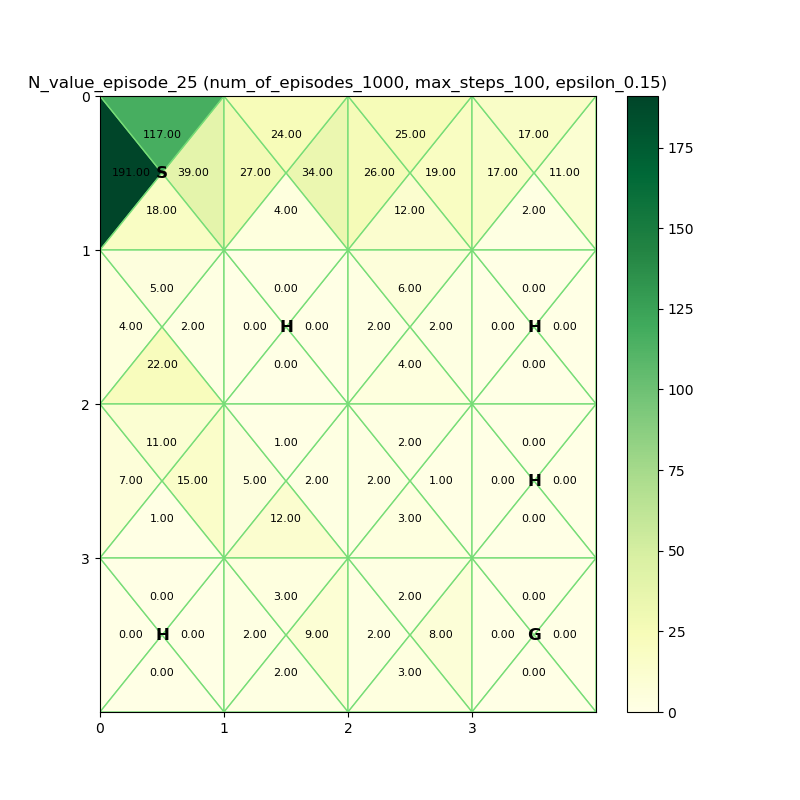 N_value_episode_25 (num_of_episodes_1000, max_steps_100, epsilon_0.15)
0
117.00 24.00 25.00 17.00
191.00 S 39.00 27.00 34.00 26.00 19.00 17.00 11.00
18.00 4.00 12.00 2.00
1
5.00 0.00 6.00 0.00
4.00 2.00 0.00 H 0.00 2.00 2.00 0.00 H 0.00
22.00 0.00 4.00 0.00
2
11.00 1.00 2.00 0.00
7.00 15.00 5.00 2.00 2.00 1.00 0.00 H 0.00
1.00 12.00 3.00 0.00
3
0.00 3.00 2.00 0.00
0.00 H 0.00 2.00 9.00 2.00 8.00 0.00 G 0.00
0.00 2.00 3.00 0.00
0 1 2 3
175
150
125
100
75
50
25
0